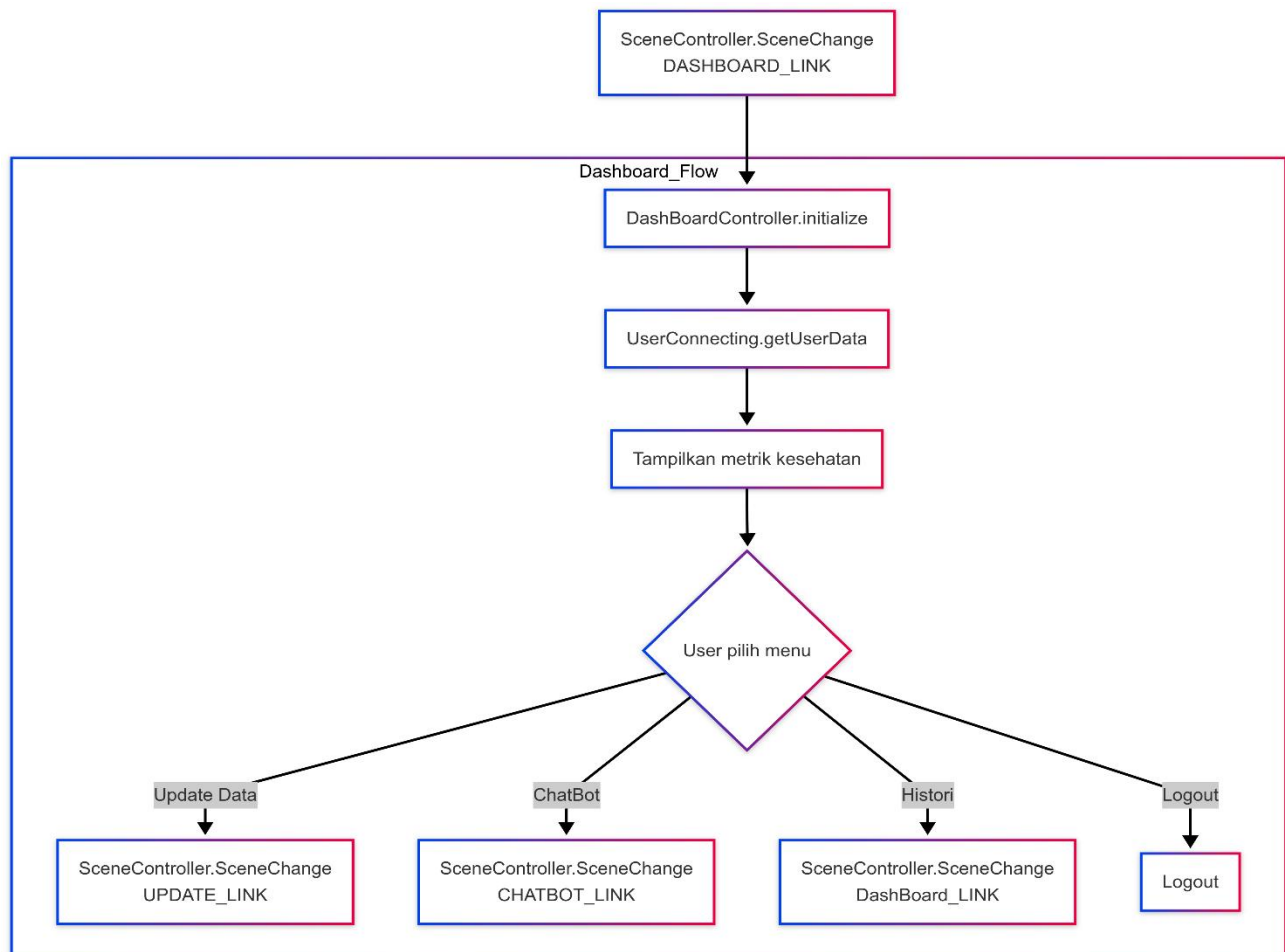 SceneController.SceneChange
DASHBOARD_LINK
Dashboard_Flow
DashBoardController.initialize
UserConnecting.getUserData
Tampilkan metrik kesehatan
User pilih menu
Update Data
ChatBot
Histori
Logout
SceneController.SceneChange
UPDATE_LINK
SceneController.SceneChange
CHATBOT_LINK
SceneController.SceneChange
DashBoard_LINK
Logout